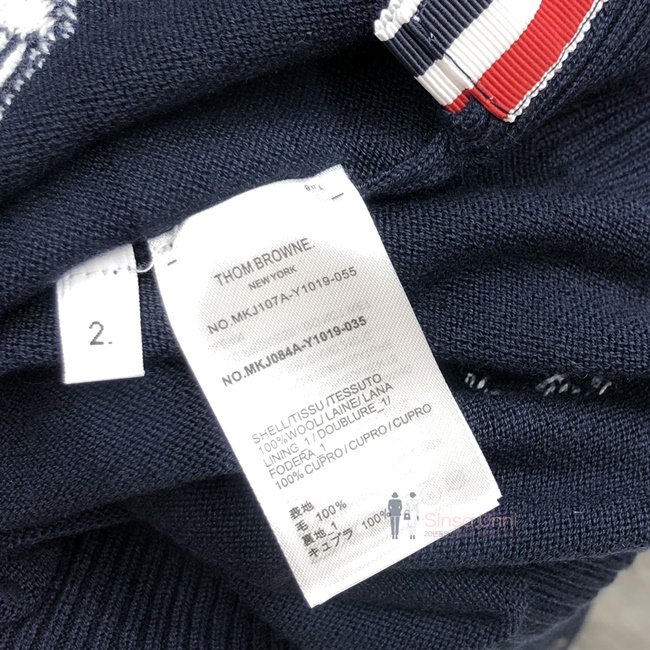 THOM BROWNE.
NEW YORK
NO.MKJ107A-Y1019-055
NO.MKJ084A-Y1019-035
2.
SHELL/TISSU/TESSUTO
100%WOOL/LAINE/LANA
LINING_1/DOUBLURE_1/
FODERA_1
100%CUPRO/CUPRO/CUPRO
表地
毛 100%
裏地 1
キュプラ 100%
Sinsa Unni